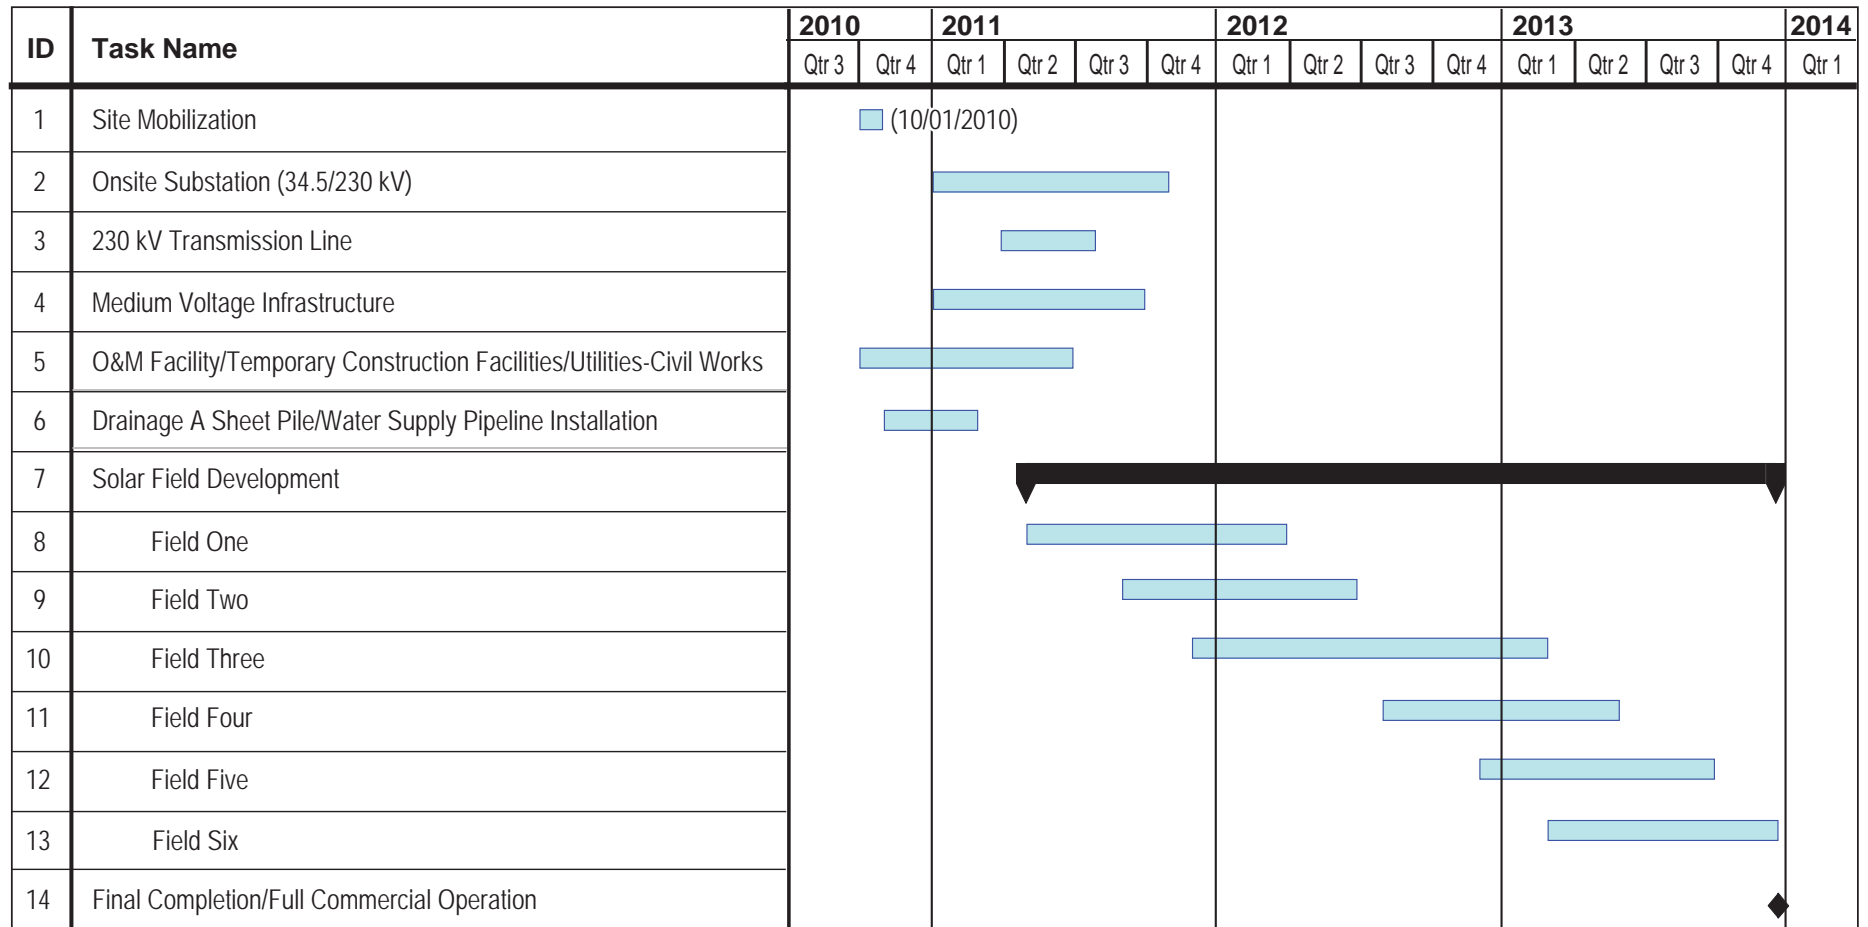 ID Task Name 2010 2011 2012 2013 2014
Qtr 3 Qtr 4 Qtr 1 Qtr 2 Qtr 3 Qtr 4 Qtr 1 Qtr 2 Qtr 3 Qtr 4 Qtr 1 Qtr 2 Qtr 3 Qtr 4 Qtr 1
1 Site Mobilization (10/01/2010)
2 Onsite Substation (34.5/230 kV)
3 230 kV Transmission Line
4 Medium Voltage Infrastructure
5 O&M Facility/Temporary Construction Facilities/Utilities-Civil Works
6 Drainage A Sheet Pile/Water Supply Pipeline Installation
7 Solar Field Development
8 Field One
9 Field Two
10 Field Three
11 Field Four
12 Field Five
13 Field Six
14 Final Completion/Full Commercial Operation